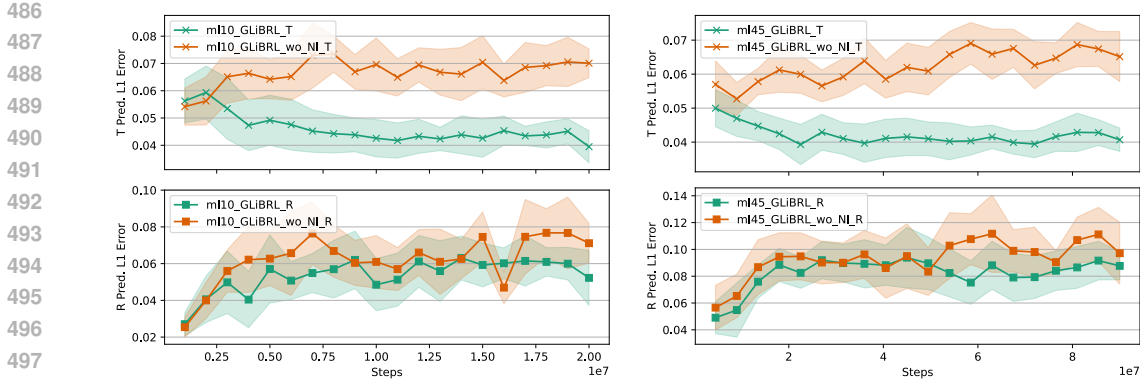 486
487
488
489
490
491
492
493
494
495
496
497
ml10_GLiBRL_T
ml10_GLiBRL_wo_NI_T
T Pred. L1 Error
0.08
0.07
0.06
0.05
0.04
ml45_GLiBRL_T
ml45_GLiBRL_wo_NI_T
T Pred. L1 Error
0.07
0.06
0.05
0.04
ml10_GLiBRL_R
ml10_GLiBRL_wo_NI_R
R Pred. L1 Error
0.10
0.08
0.06
0.04
0.02
0.25
0.50
0.75
1.00
1.25
1.50
1.75
2.00
Steps
1e7
ml45_GLiBRL_R
ml45_GLiBRL_wo_NI_R
R Pred. L1 Error
0.14
0.12
0.10
0.08
0.06
0.04
2
4
6
8
Steps
1e7